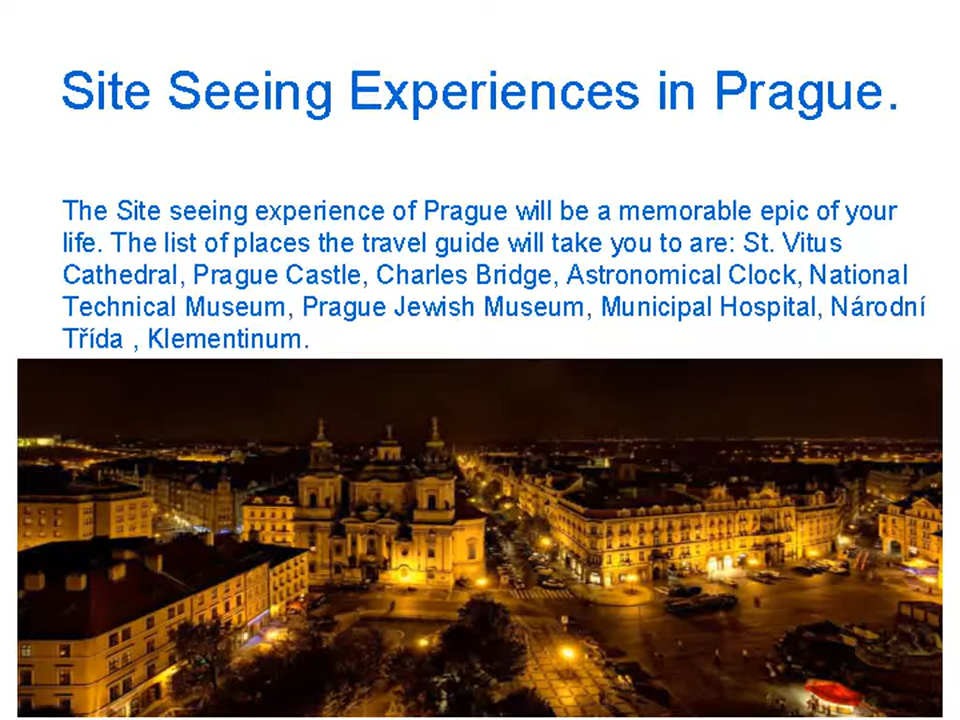 Site Seeing Experiences in Prague.
The Site seeing experience of Prague will be a memorable epic of your
life. The list of places the travel guide will take you to are: St. Vitus
Cathedral, Prague Castle, Charles Bridge, Astronomical Clock, National
Technical Museum, Prague Jewish Museum, Municipal Hospital, Národní
Třída , Klementinum.